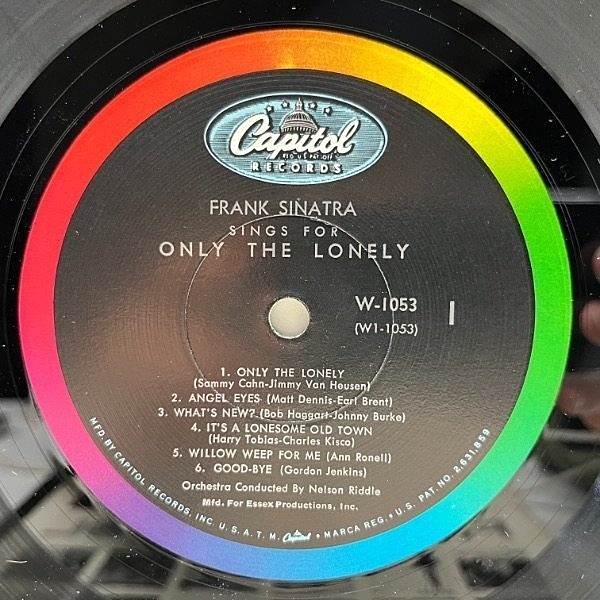 Capitol
RECORDS
FRANK SINATRA
SINGS FOR
ONLY THE LONELY
W-1053 1
(W1-1053)
1. ONLY THE LONELY
(Sammy Cahn-Jimmy Van Heusen)
2. ANGEL EYES (Matt Dennis-Earl Brent)
3. WHAT'S NEW? (Bob Haggart-Johnny Burke)
4. IT'S A LONESOME OLD TOWN
(Harry Tobias-Charles Kisco)
5. WILLOW WEEP FOR ME (Ann Ronell)
6. GOOD-BYE (Gordon Jenkins)
Orchestra Conducted By Nelson Riddle
Mfd. For Essex Productions, Inc.
MFD. BY CAPITOL RECORDS, INC. U. S. A. T. M. Capitol • MARCA REG. • U. S. PAT. NO. 2,631,859